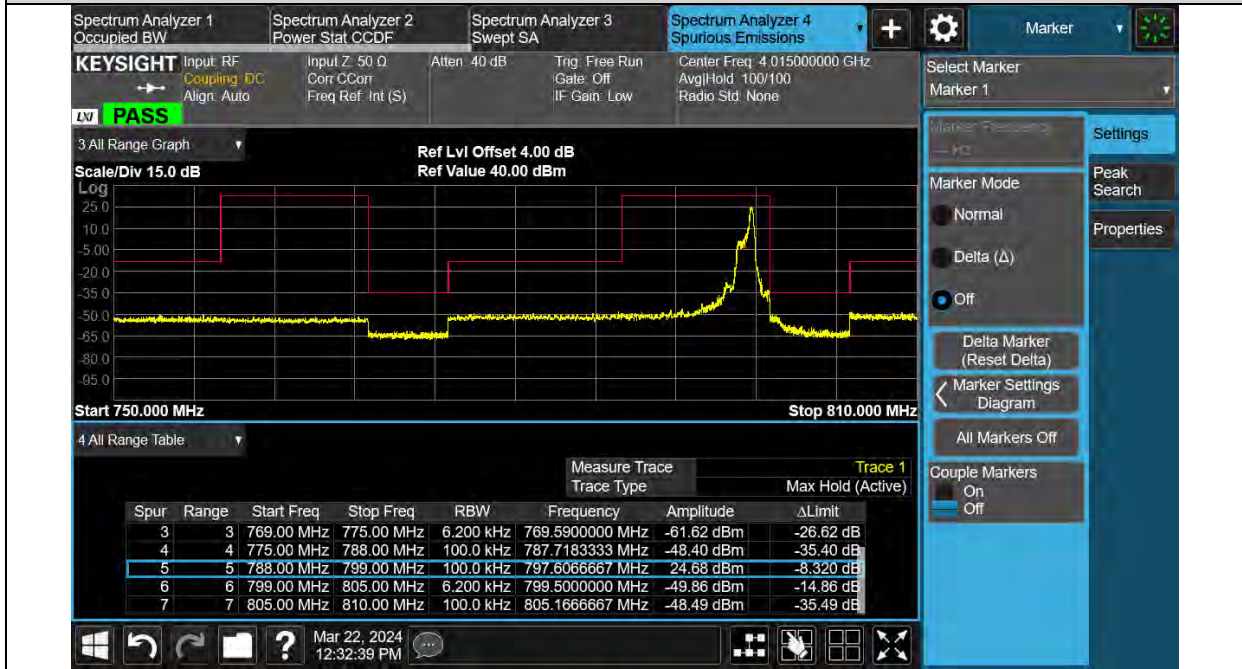 Spectrum Analyzer 1
Occupied BW
Spectrum Analyzer 2
Power Stat CCDF
Spectrum Analyzer 3
Swept SA
Spectrum Analyzer 4
Spurious Emissions
Marker
KEYSIGHT
Input: RF
Coupling: DC
Align: Auto
Input Z: 50 Ω
Corr CCorr
Freq Ref: Int (S)
Atten: 40 dB
Trig: Free Run
Gate: Off
IF Gain: Low
Center Freq: 4.015000000 GHz
Avg|Hold: 100/100
Radio Std: None
LXI
PASS
Select Marker
Marker 1
3 All Range Graph
Ref Lvl Offset 4.00 dB
Scale/Div 15.0 dB
Ref Value 40.00 dBm
Log
25.0
10.0
-5.00
-20.0
-35.0
-50.0
-65.0
-80.0
-95.0
Start 750.000 MHz
Stop 810.000 MHz
Marker Frequency
--- Hz
Marker Mode
Normal
Delta (Δ)
Off
Delta Marker
(Reset Delta)
Marker Settings
Diagram
All Markers Off
Couple Markers
On
Off
Settings
Peak
Search
Properties
4 All Range Table
Measure Trace Trace 1
Trace Type Max Hold (Active)
Spur Range Start Freq Stop Freq RBW Frequency Amplitude ΔLimit
3 3 769.00 MHz 775.00 MHz 6.200 kHz 769.5900000 MHz -61.62 dBm -26.62 dB
4 4 775.00 MHz 788.00 MHz 100.0 kHz 787.7183333 MHz -48.40 dBm -35.40 dB
5 5 788.00 MHz 799.00 MHz 100.0 kHz 797.6066667 MHz 24.68 dBm -8.320 dB
6 6 799.00 MHz 805.00 MHz 6.200 kHz 799.5000000 MHz -49.86 dBm -14.86 dB
7 7 805.00 MHz 810.00 MHz 100.0 kHz 805.1666667 MHz -48.49 dBm -35.49 dB
Mar 22, 2024
12:32:39 PM